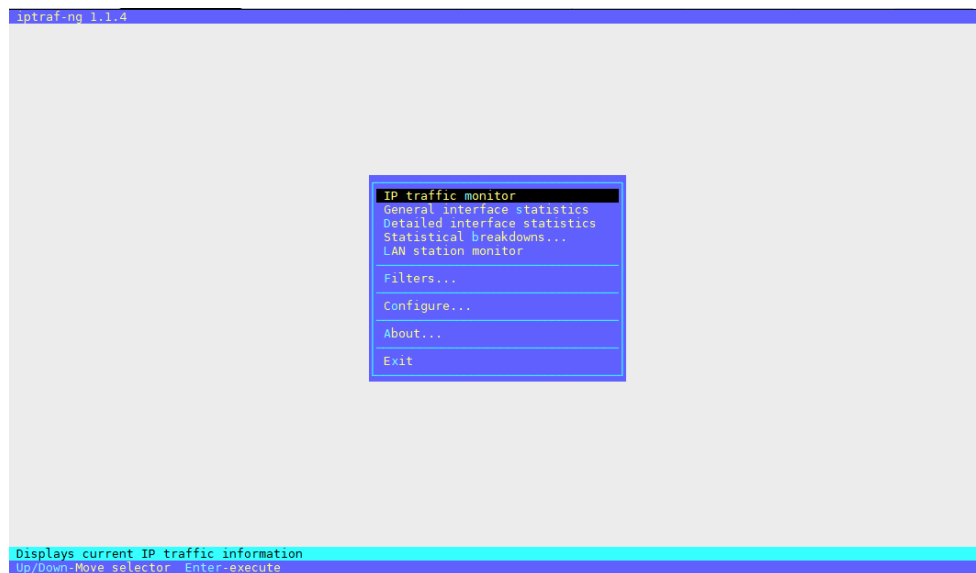 iptraf-ng 1.1.4
IP traffic monitor
General interface statistics
Detailed interface statistics
Statistical breakdowns...
LAN station monitor
Filters...
Configure...
About...
Exit
Displays current IP traffic information
Up/Down-Move selector  Enter-execute